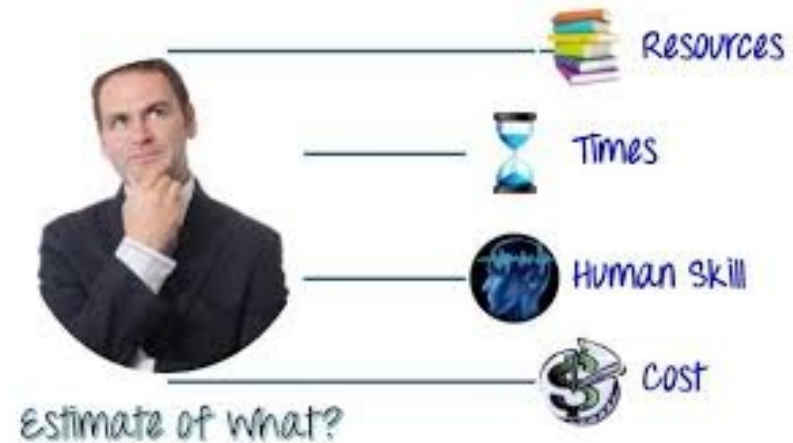 Resources
Times
Human Skill
Cost
Estimate of What?